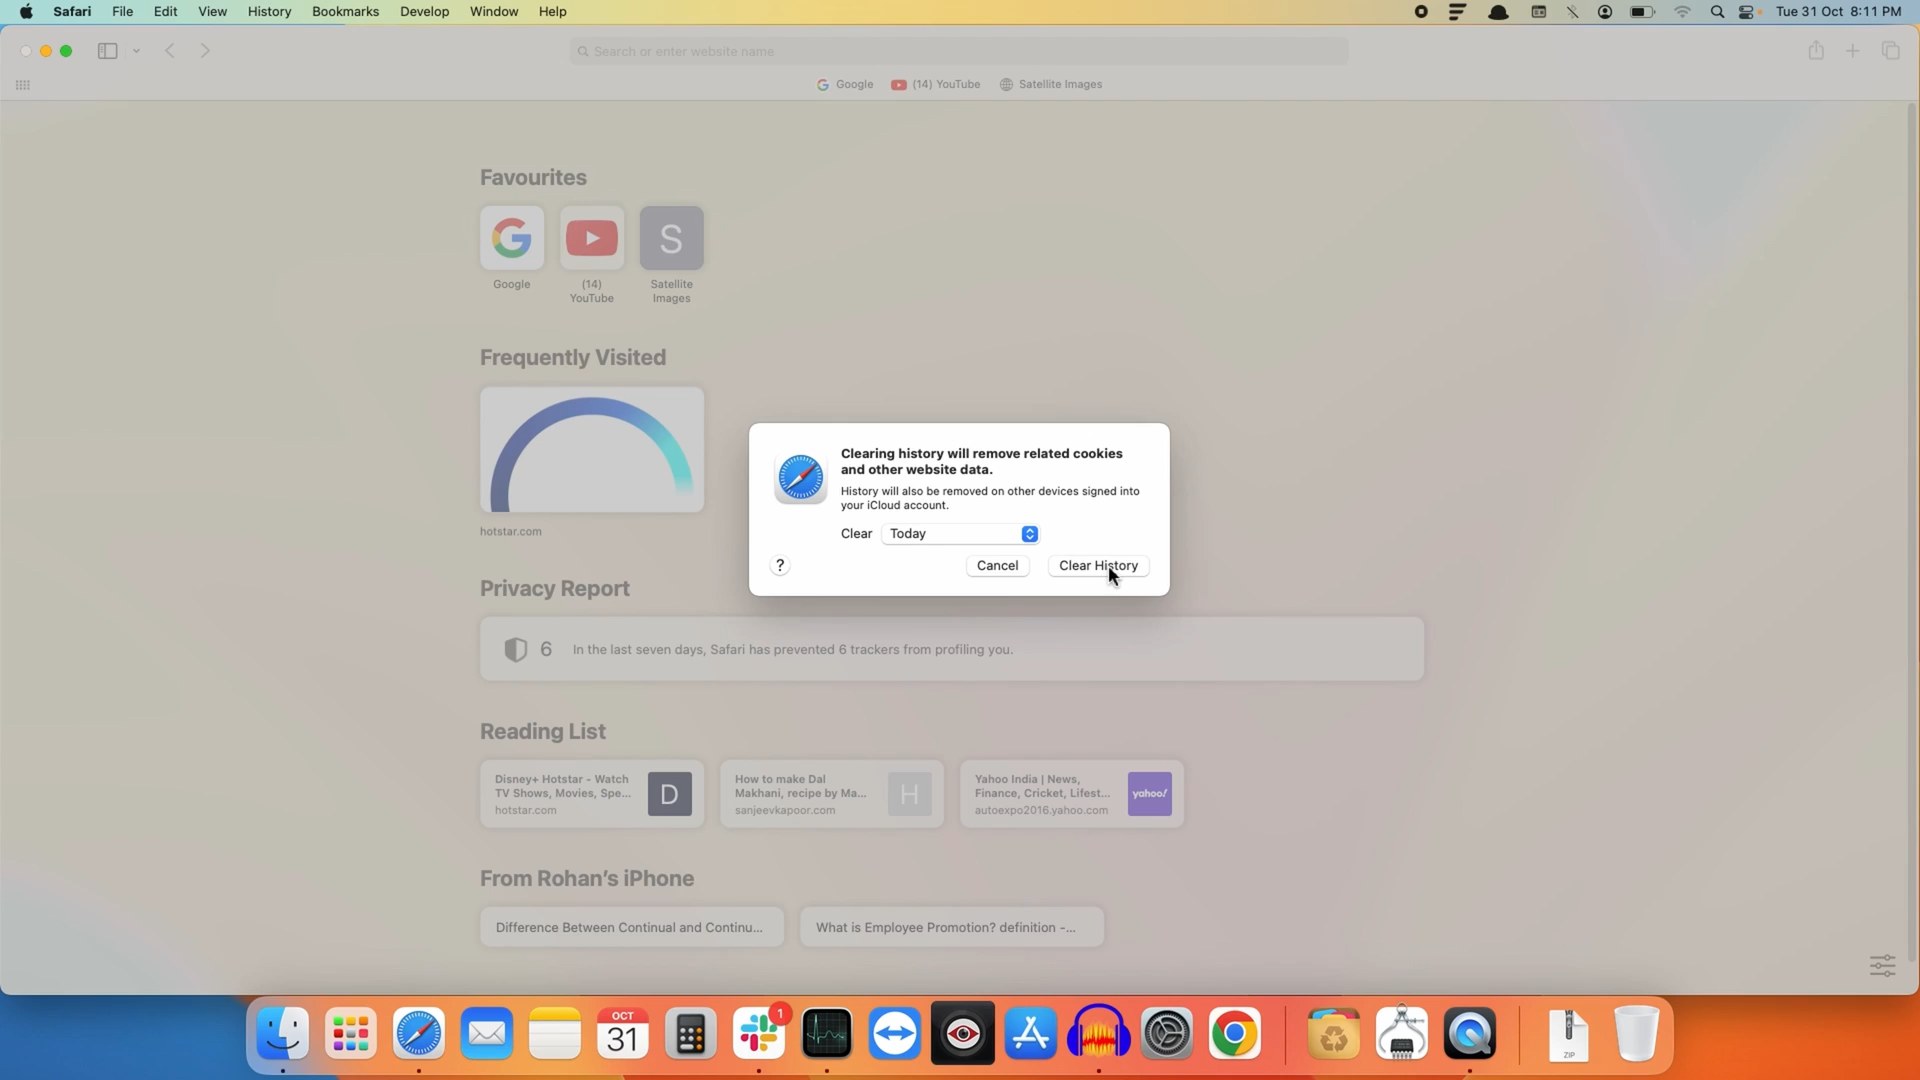 Safari File Edit View History Bookmarks Develop Window Help Tue 31 Oct 8:11 PM
Search or enter website name
Google (14) YouTube Satellite Images
Favourites
S
Google (14) YouTube Satellite Images
Frequently Visited
hotstar.com
Clearing history will remove related cookies
and other website data.
History will also be removed on other devices signed into
your iCloud account.
Clear Today
? Cancel Clear History
Privacy Report
6 In the last seven days, Safari has prevented 6 trackers from profiling you.
Reading List
Disney+ Hotstar - Watch
TV Shows, Movies, Spe...
hotstar.com
D
How to make Dal
Makhani, recipe by Ma...
sanjeevkapoor.com
H
Yahoo India | News,
Finance, Cricket, Lifest...
autoexpo2016.yahoo.com
yahoo!
From Rohan's iPhone
Difference Between Continual and Continu... What is Employee Promotion? definition -...
OCT
31
1
ZIP